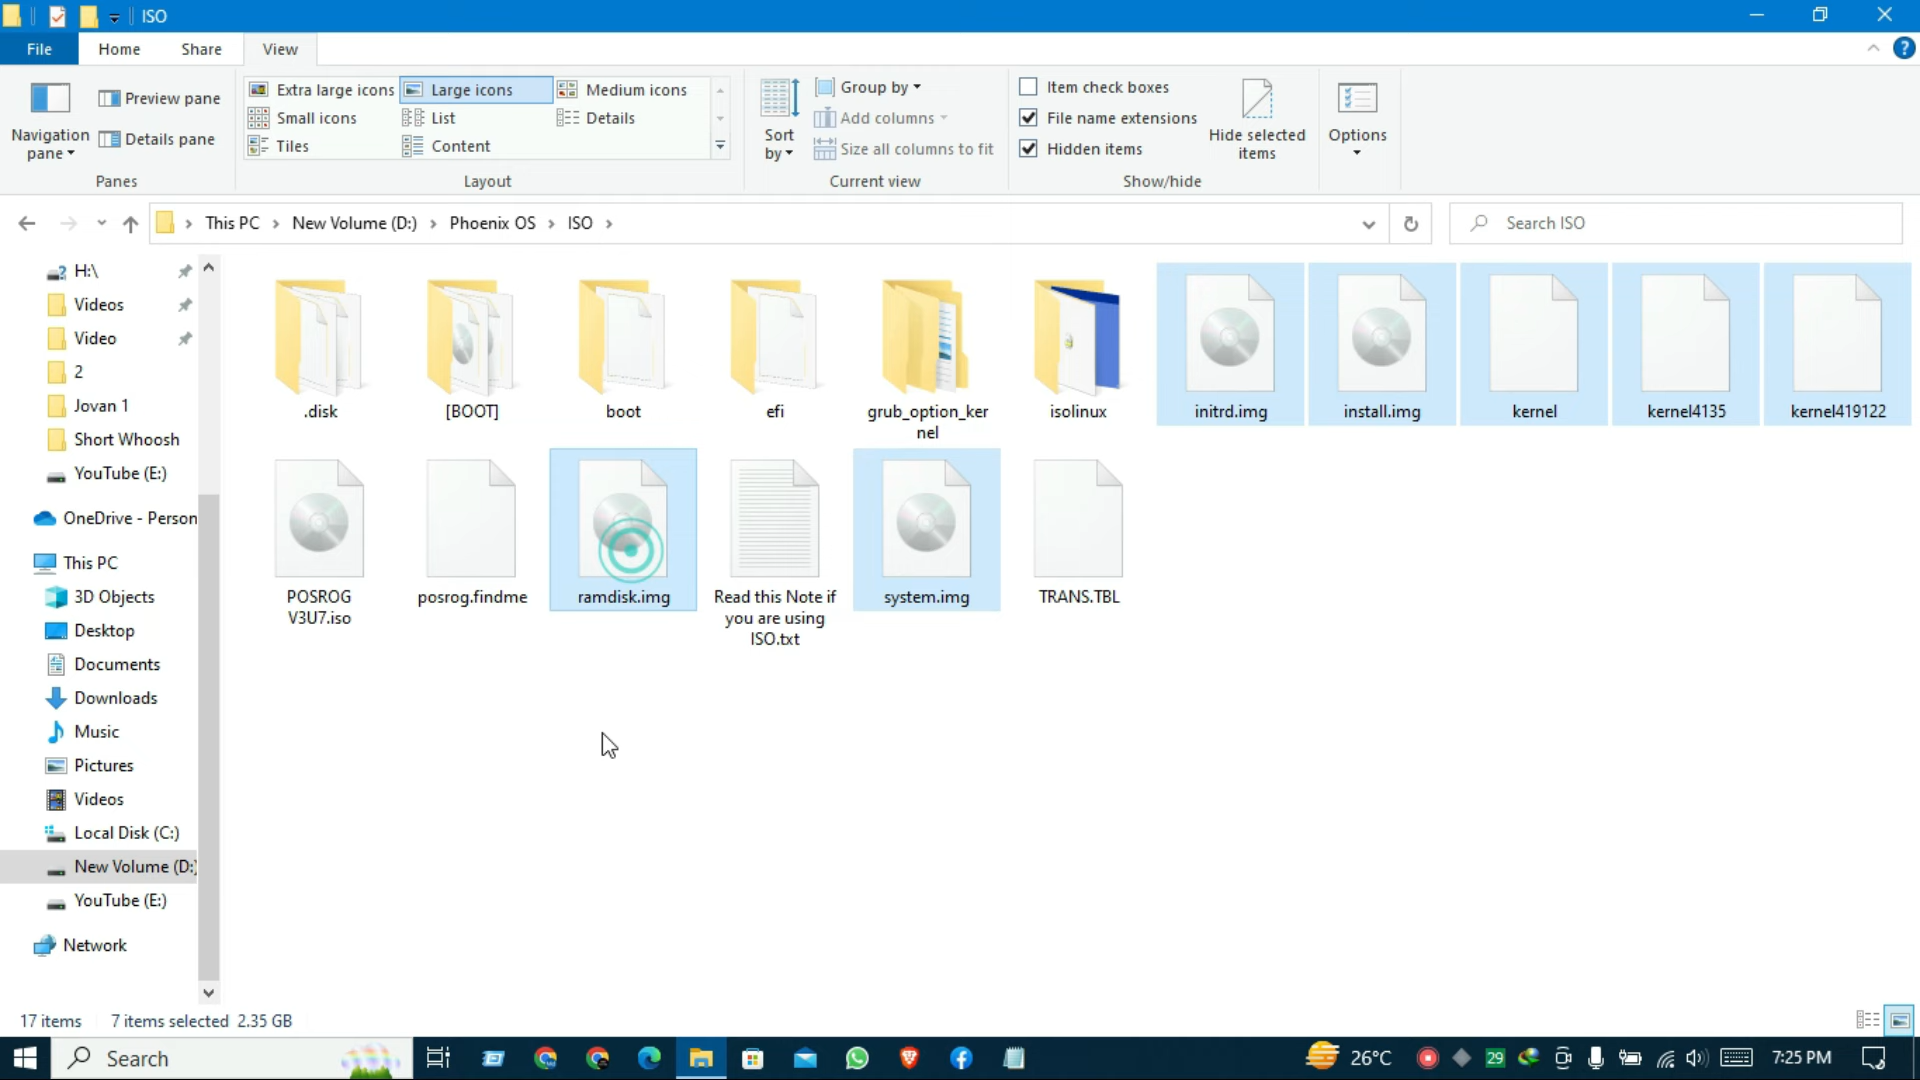 ISO
File
Home
Share
View
Navigation
pane
Preview pane
Details pane
Panes
Extra large icons
Large icons
Medium icons
Small icons
List
Details
Tiles
Content
Layout
Sort
by
Group by
Add columns
Size all columns to fit
Current view
Item check boxes
File name extensions
Hidden items
Hide selected
items
Show/hide
Options
This PC
New Volume (D:)
Phoenix OS
ISO
Search ISO
H:\
Videos
Video
2
Jovan 1
Short Whoosh
YouTube (E:)
OneDrive - Person
This PC
3D Objects
Desktop
Documents
Downloads
Music
Pictures
Videos
Local Disk (C:)
New Volume (D:)
YouTube (E:)
Network
.disk
[BOOT]
boot
efi
grub_option_ker
nel
isolinux
initrd.img
install.img
kernel
kernel4135
kernel419122
POSROG
V3U7.iso
posrog.findme
ramdisk.img
Read this Note if
you are using
ISO.txt
system.img
TRANS.TBL
17 items
7 items selected 2.35 GB
Search
26°C
29
7:25 PM